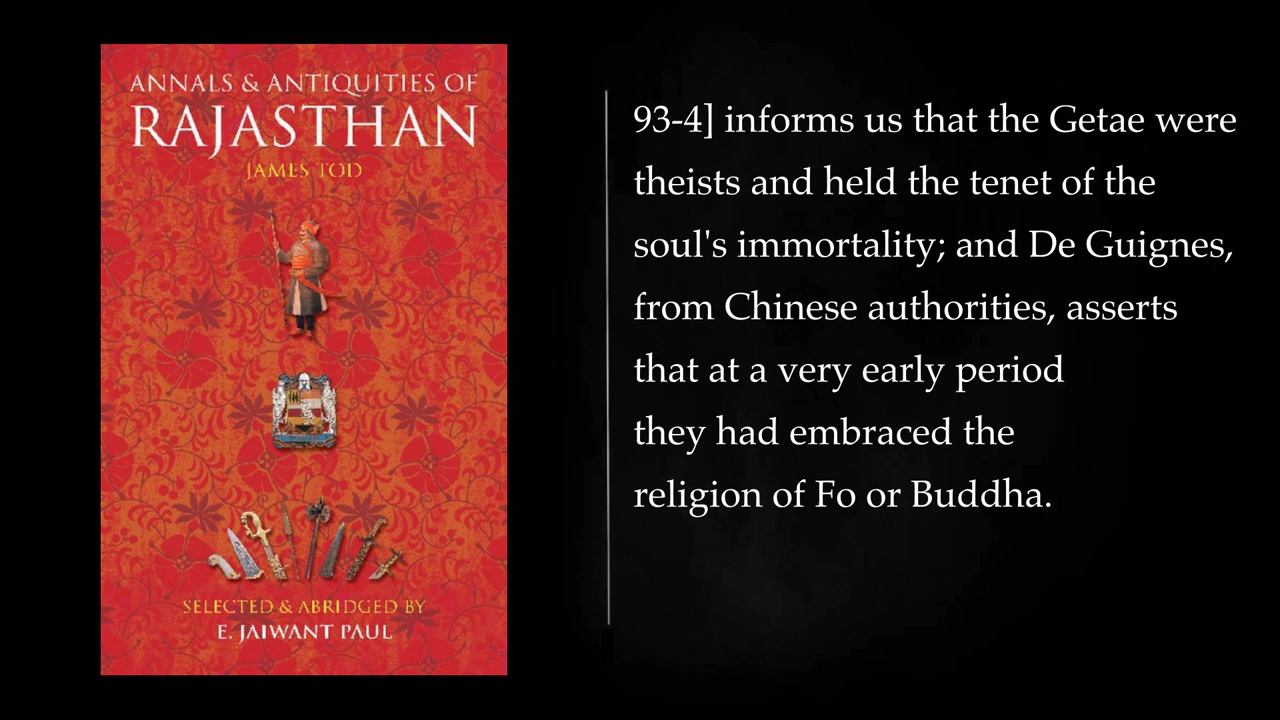 ANNALS & ANTIQUITIES OF
RAJASTHAN
JAMES TOD
SELECTED & ABRIDGED BY
E. JAIWANT PAUL
93-4] informs us that the Getae were
theists and held the tenet of the
soul's immortality; and De Guignes,
from Chinese authorities, asserts
that at a very early period
they had embraced the
religion of Fo or Buddha.